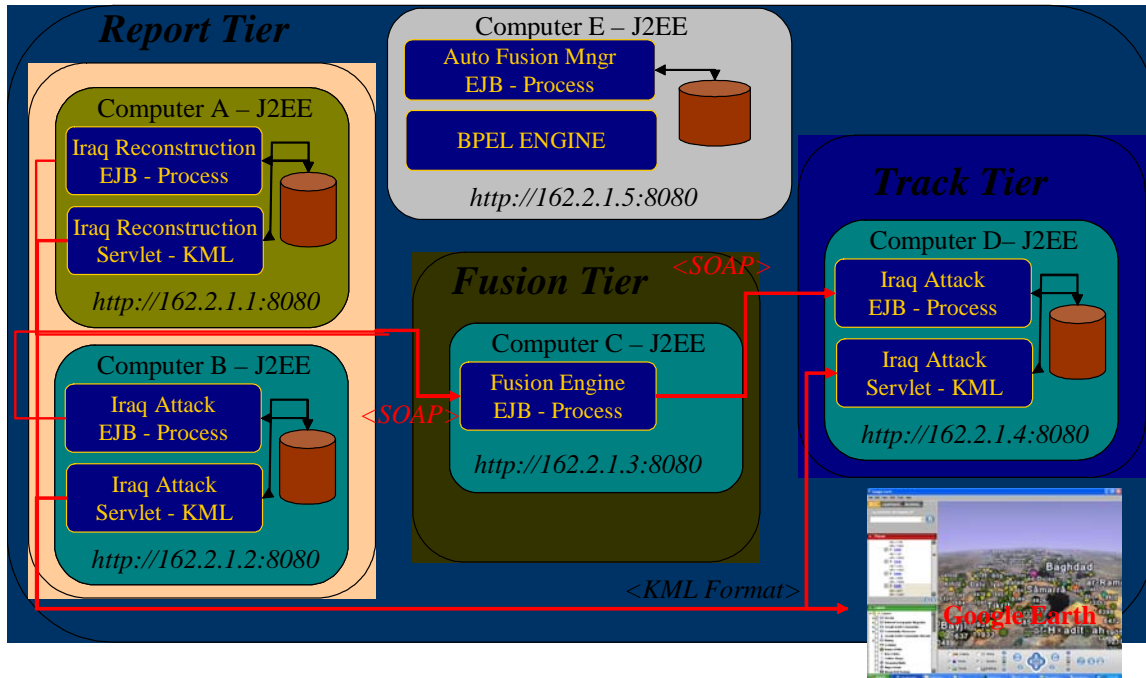 Report Tier
Computer E – J2EE
Auto Fusion Mngr
EJB - Process
BPEL ENGINE
http://162.2.1.5:8080
Computer A – J2EE
Iraq Reconstruction
EJB - Process
Iraq Reconstruction
Servlet - KML
http://162.2.1.1:8080
Computer B – J2EE
Iraq Attack
EJB - Process
Iraq Attack
Servlet - KML
http://162.2.1.2:8080
<SOAP>
Fusion Tier
<SOAP>
Computer C – J2EE
Fusion Engine
EJB - Process
http://162.2.1.3:8080
Track Tier
Computer D– J2EE
Iraq Attack
EJB - Process
Iraq Attack
Servlet - KML
http://162.2.1.4:8080
<KML Format>
Baghdad
Samarra
Google Earth
Bayji